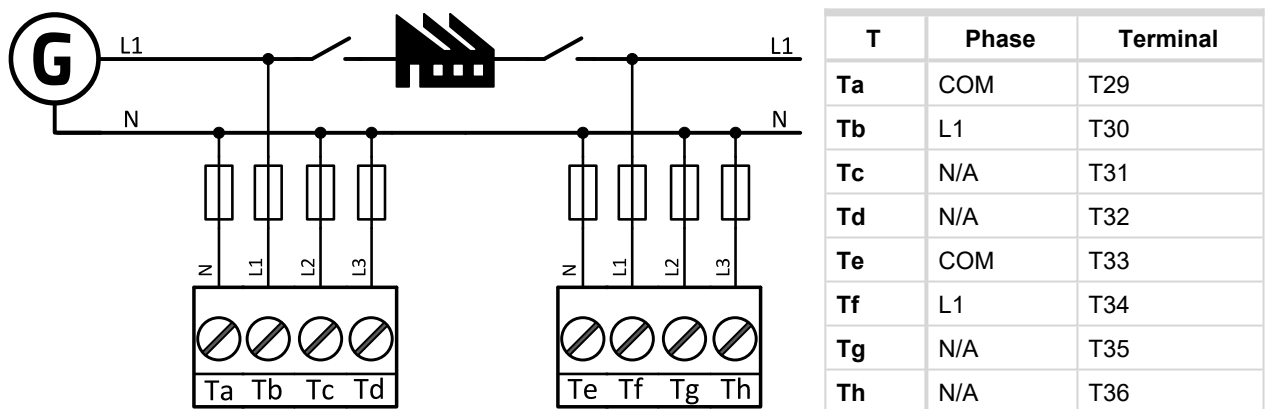 G
L1
L1
N
N
N L1 L2 L3
N L1 L2 L3
Ta Tb Tc Td
Te Tf Tg Th
T Phase Terminal
Ta COM T29
Tb L1 T30
Tc N/A T31
Td N/A T32
Te COM T33
Tf L1 T34
Tg N/A T35
Th N/A T36